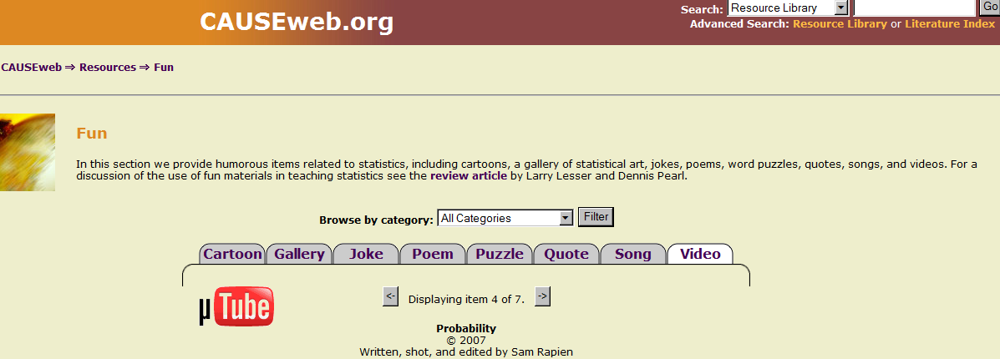 CAUSEweb.org
Search: Resource Library Go
Advanced Search: Resource Library or Literature Index
CAUSEweb ⇒ Resources ⇒ Fun
Fun
In this section we provide humorous items related to statistics, including cartoons, a gallery of statistical art, jokes, poems, word puzzles, quotes, songs, and videos. For a
discussion of the use of fun materials in teaching statistics see the review article by Larry Lesser and Dennis Pearl.
Browse by category: All Categories Filter
Cartoon Gallery Joke Poem Puzzle Quote Song Video
µTube
<- Displaying item 4 of 7. ->
Probability
© 2007
Written, shot, and edited by Sam Rapien